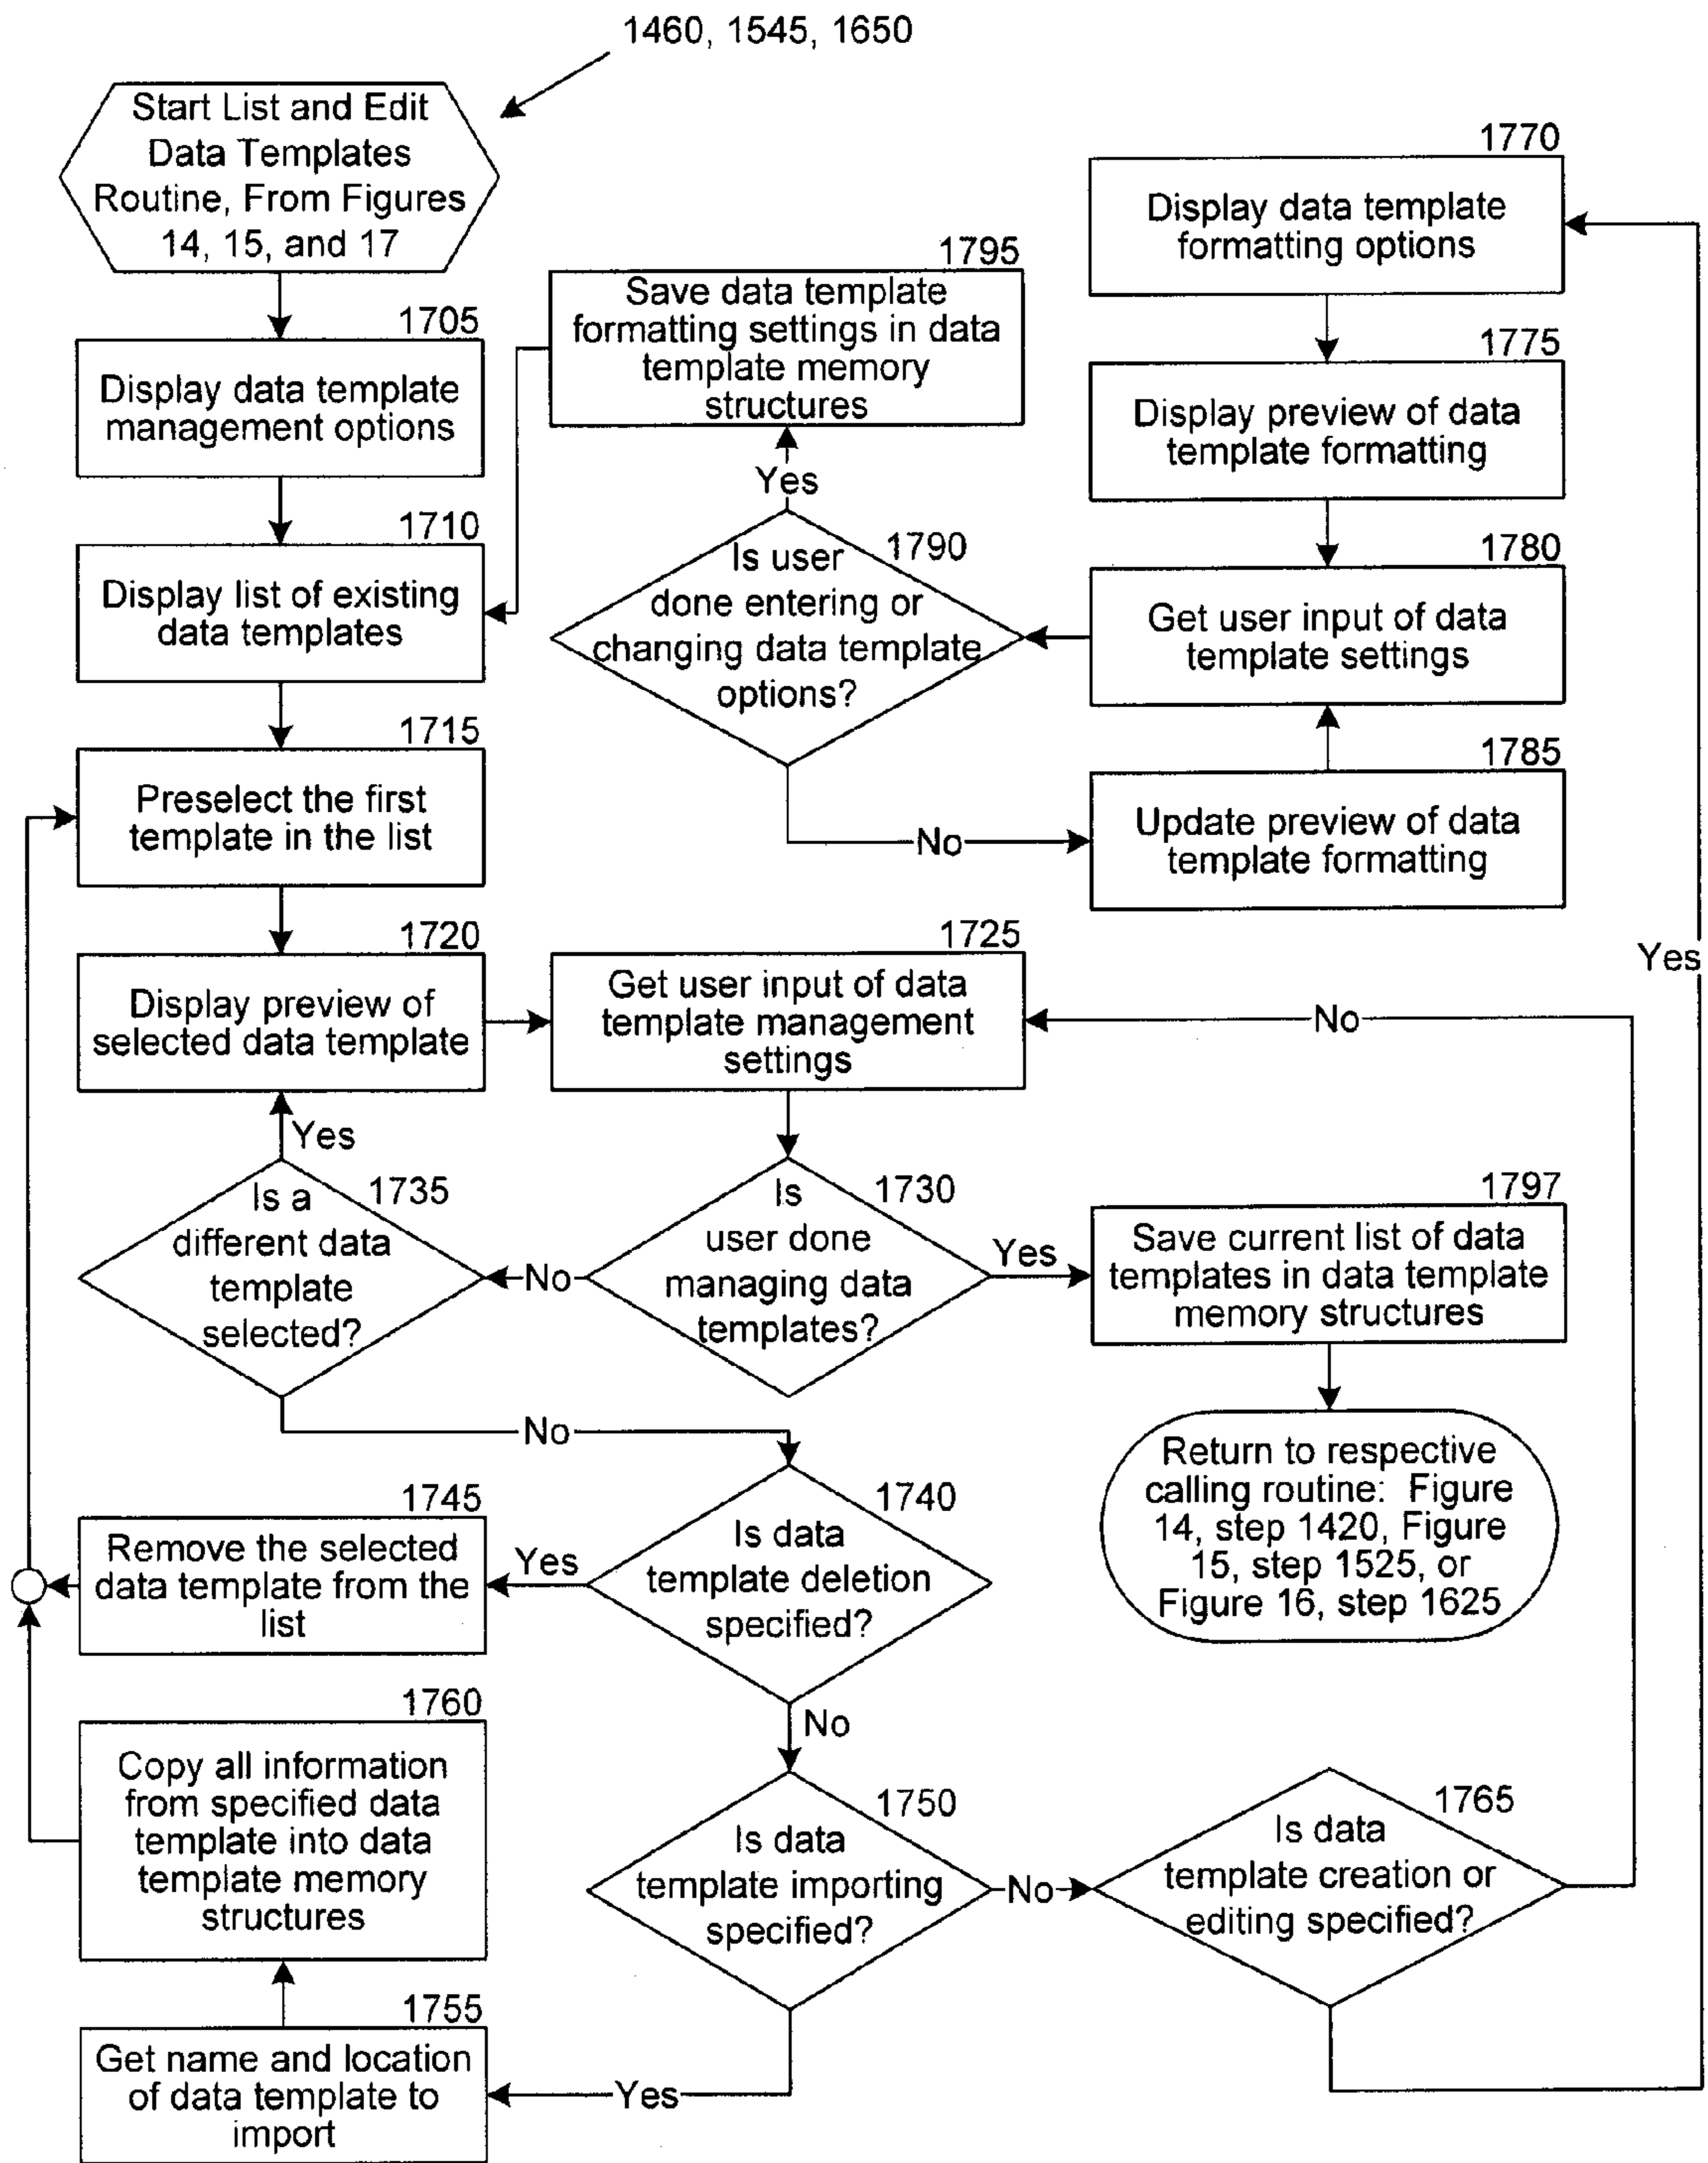 1460, 1545, 1650
Start List and Edit
Data Templates
Routine, From Figures
14, 15, and 17
1705
Display data template
management options
1710
Display list of existing
data templates
1715
Preselect the first
template in the list
1720
Display preview of
selected data template
1725
Get user input of data
template management
settings
1730
Is
user done
managing data
templates?
Yes
No
1735
Is a
different data
template
selected?
Yes
No
1740
Is data
template deletion
specified?
Yes
No
1745
Remove the selected
data template from the
list
1750
Is data
template importing
specified?
No
Yes
1755
Get name and location
of data template to
import
1760
Copy all information
from specified data
template into data
template memory
structures
1765
Is data
template creation or
editing specified?
No
Yes
1770
Display data template
formatting options
1775
Display preview of data
template formatting
1780
Get user input of data
template settings
1785
Update preview of data
template formatting
1790
Is user
done entering or
changing data template
options?
Yes
No
1795
Save data template
formatting settings in data
template memory
structures
1797
Save current list of data
templates in data template
memory structures
Return to respective
calling routine: Figure
14, step 1420, Figure
15, step 1525, or
Figure 16, step 1625